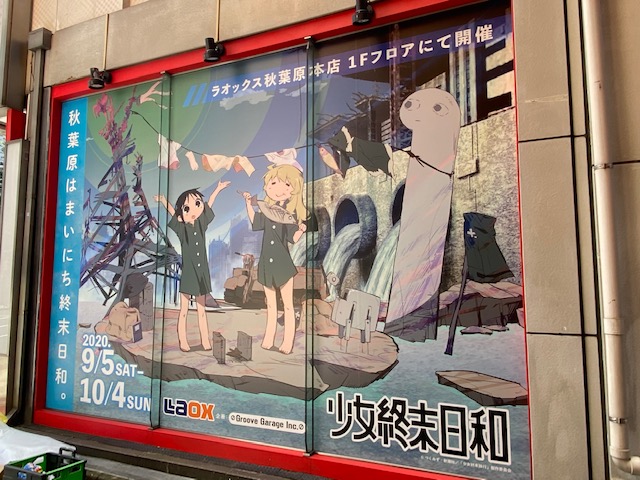 ラオックス秋葉原本店 1Fフロアにて開催
秋葉原はまいにち終末日和。
2020.
9/5 SAT-
10/4 SUN
LAOX 企画
Groove Garage Inc.
少女終末日和